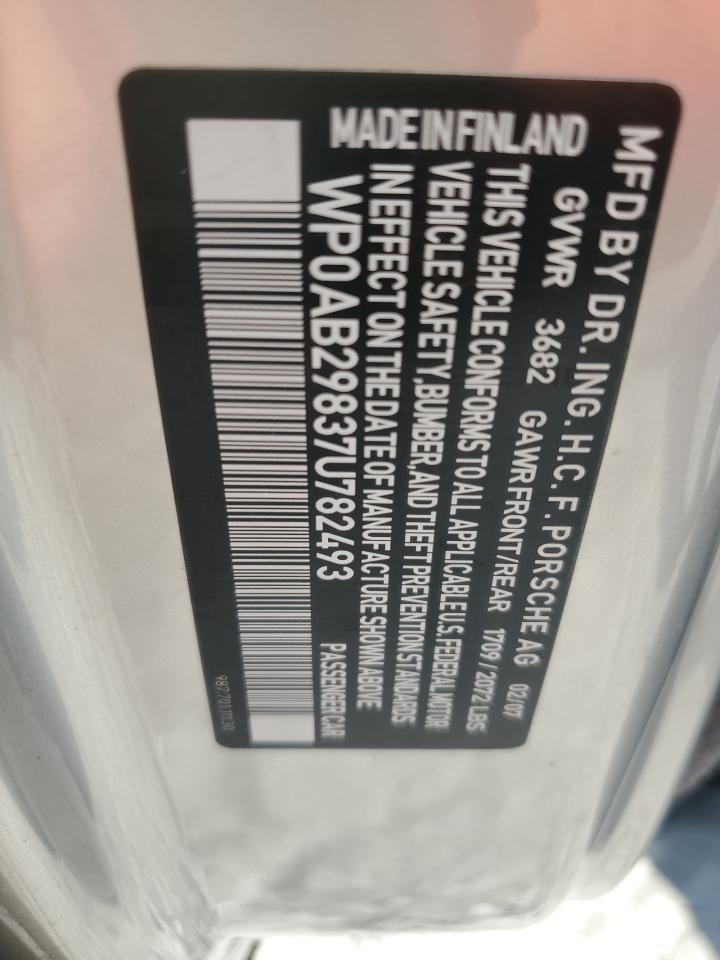 MFD BY DR. ING. H.C. F. PORSCHE AG 02/07
GVWR 3682 GAWR FRONT/REAR 1709/2072 LBS
THIS VEHICLE CONFORMS TO ALL APPLICABLE U.S. FEDERAL MOTOR
VEHICLE SAFETY, BUMBER, AND THEFT PREVENTION STANDARDS
IN EFFECT ON THE DATE OF MANUFACTURE SHOWN ABOVE
WP0AB29837U782493 PASSENGER CAR
MADE IN FINLAND